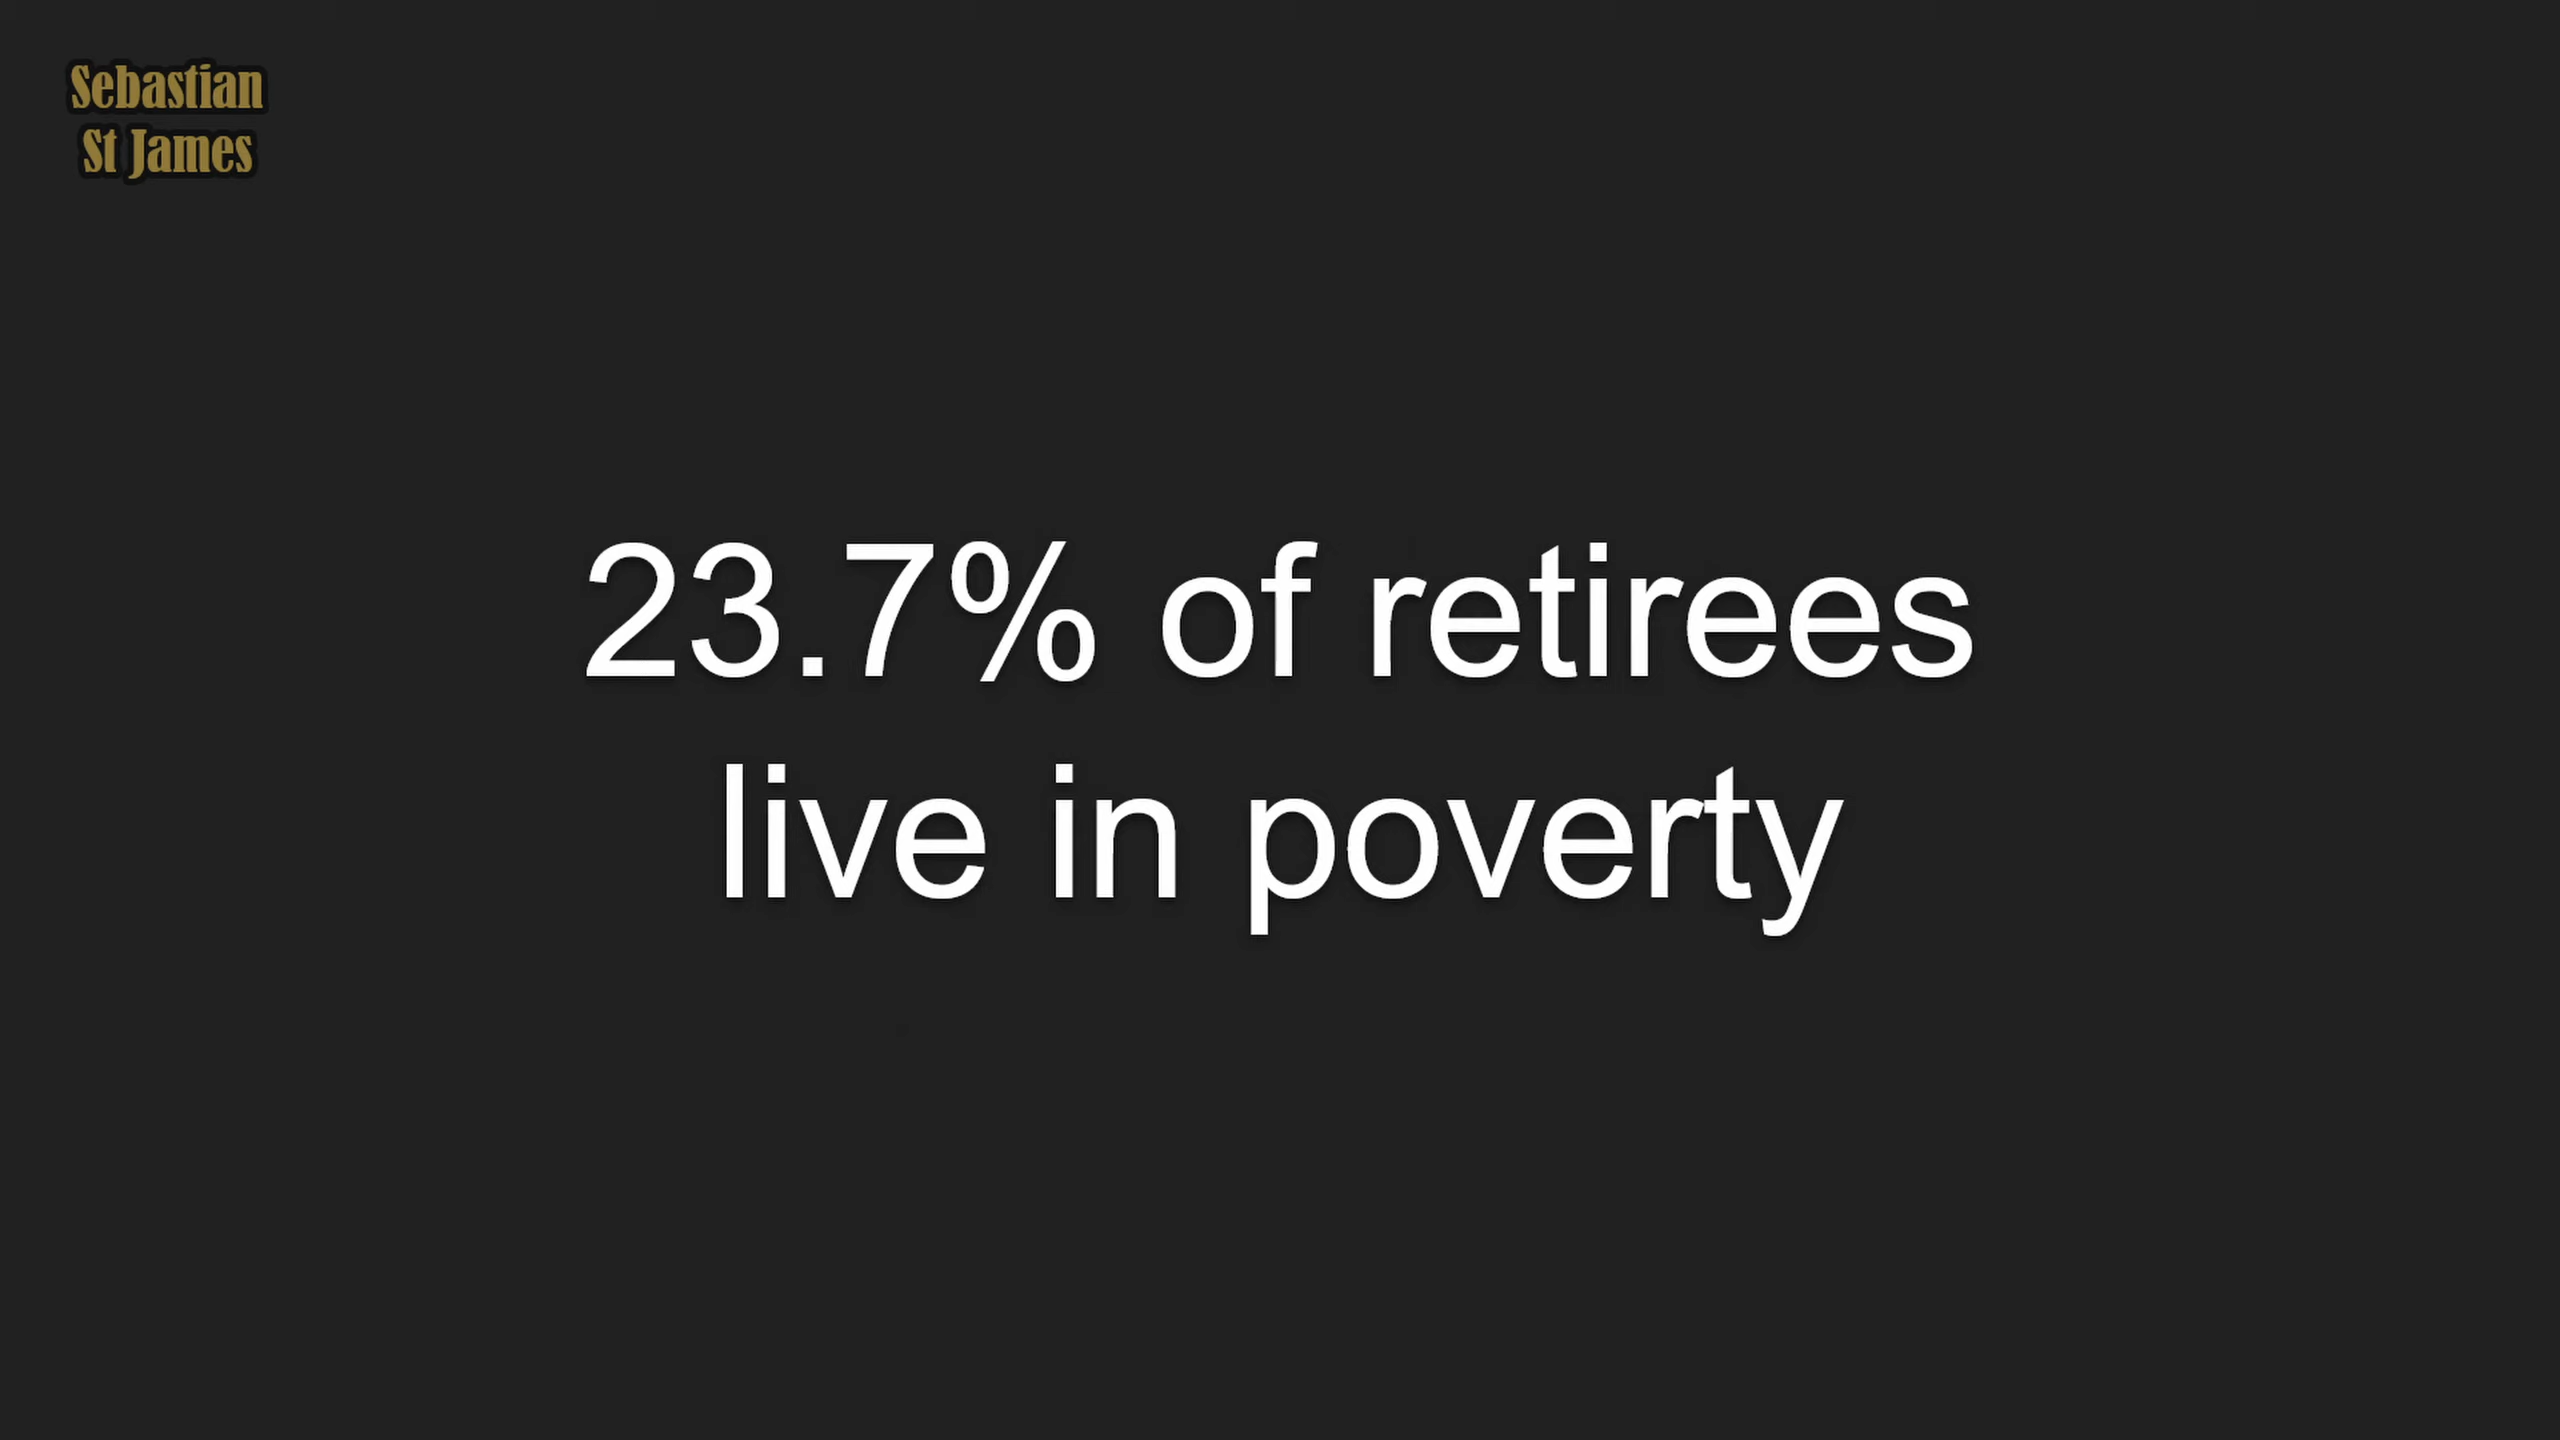 Sebastian
St James
23.7% of retirees
live in poverty